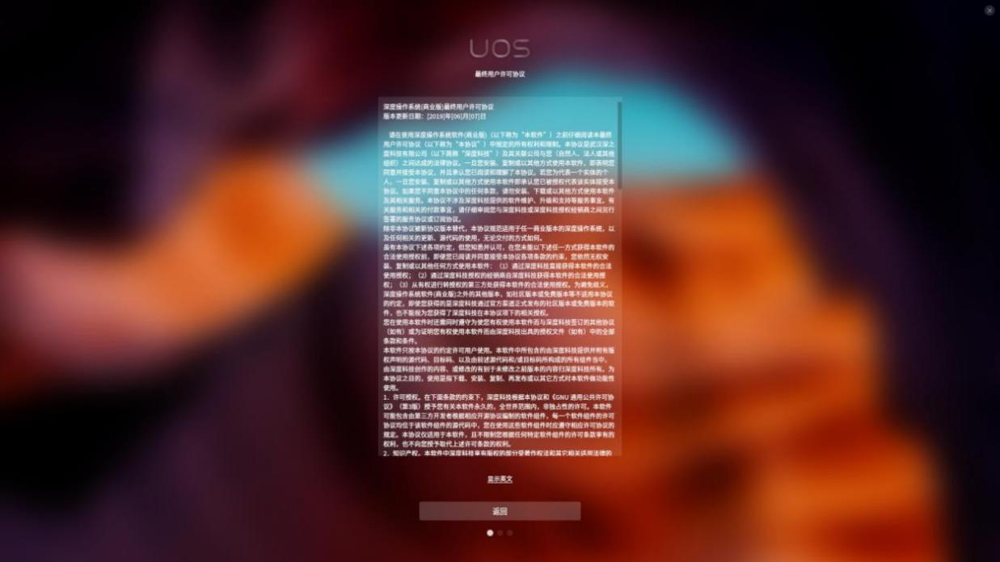 UOS
最终用户许可协议
深度操作系统(商业版)最终用户许可协议
版本更新日期：[2019]年[06]月[07]日
请在使用深度操作系统软件(商业版)（以下称为“本软件”）之前仔细阅读本最终
用户许可协议（以下称为“本协议”）中规定的所有权利和限制。本协议是武汉深之
度科技有限公司（以下简称“深度科技”）及其关联公司与您（自然人、法人或其他
组织）之间达成的法律协议。一旦您安装、复制或以其他方式使用本软件，即表明您
同意并接受本协议，并且承认您已阅读和理解了本协议。若您为代表一个实体的个
人，一旦您安装、复制或以其他方式使用本软件即承认您已被授权代表该实体接受本
协议。如果您不同意本协议中的任何条款，请勿安装、下载或以其他方式使用本软件
及其相关服务。本协议不涉及深度科技提供的软件维护、升级和支持等服务事宜，有
关服务和相关的付款事宜，请仔细审阅您与深度科技或深度科技授权经销商之间另行
签署的服务协议或订阅协议。
除非本协议被新协议版本替代，本协议规范适用于任一商业版本的深度操作系统，以
及任何相关的更新、源代码的使用，无论交付的方式如何。
虽有本协议下述各项约定，但您知悉并认可，在您未能以下述任一方式获得本软件的
合法使用授权前，即使您已阅读并同意接受本协议各项条款的约束，您依然无权安
装、复制或以其他任何方式使用本软件：（1）通过深度科技直接获得本软件的合法
使用授权；（2）通过深度科技授权的经销商自深度科技获得本软件的合法使用授
权；（3）从有权进行转授权的第三方处获得本软件的合法使用授权。为避免歧义，
深度操作系统软件(商业版)之外的其他版本，如社区版本或免费版本等不适用本协议
的约定，即使您获得的是深度科技通过官方渠道正式发布的社区版本或免费版本的软
件，也不能视为您获得了深度科技在本协议项下的相关授权。
您在使用本软件时还需同时遵守为使您有权使用本软件而与深度科技签订的其他协议
（如有）或为证明您有权使用本软件而由深度科技出具的授权文件（如有）中的全部
条款和条件。
本软件只按本协议的约定许可用户使用。本软件中所包含的由深度科技提供并附有版
权声明的源代码、目标码、以及由前述源代码和/或目标码所构成的所有组件当中，
由深度科技创作的内容、或修改的有别于未修改之前版本的内容归深度科技所有。为
本协议之目的，使用是指下载、安装、复制、再发布或以其它方式对本软件做功能性
使用。
1．许可授权。在下面条款的约束下，深度科技根据本协议和《GNU 通用公共许可协
议》（第3版）授予您有关本软件永久的、全世界范围内，非独占性的许可。本软件
可能包含由第三方开发者根据相应开源协议编制的软件组件，每一个软件组件的许可
协议均位于该软件组件的源代码中，您在使用这些软件组件时应遵守相应许可协议的
规定。本协议仅适用于本软件，且不限制您根据任何特定软件组件的许可条款享有的
权利，也不向您授予取代上述许可条款的权利。
2．知识产权。本软件中深度科技享有版权的部分受著作权法和其它相关适用法律的
显示英文
返回